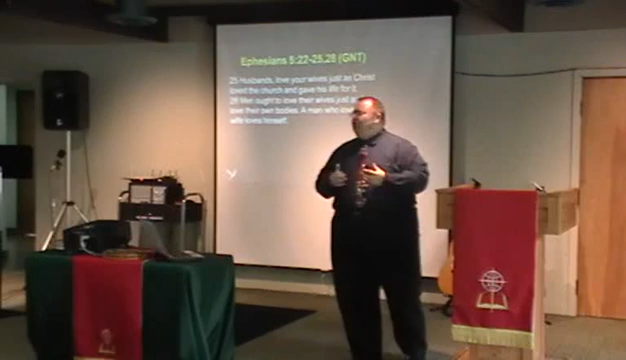 Ephesians 5:22-25,28 (GNT)
25 Husbands, love your wives just as Christ
loved the church and gave his life for it.
28 Men ought to love their wives just as
love their own bodies. A man who
wife loves himself.